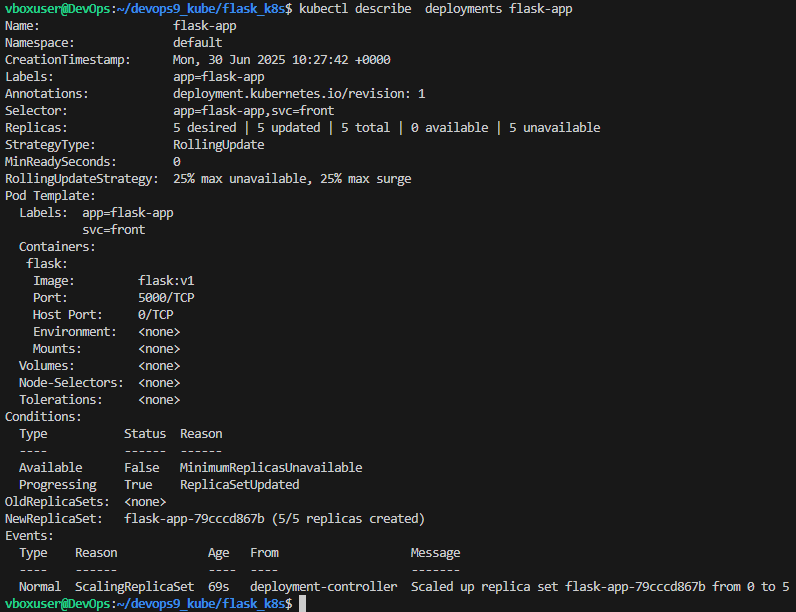 vboxuser@DevOps:~/devops9_kube/flask_k8s$ kubectl describe  deployments flask-app
Name:                   flask-app
Namespace:              default
CreationTimestamp:      Mon, 30 Jun 2025 10:27:42 +0000
Labels:                 app=flask-app
Annotations:            deployment.kubernetes.io/revision: 1
Selector:               app=flask-app,svc=front
Replicas:               5 desired | 5 updated | 5 total | 0 available | 5 unavailable
StrategyType:           RollingUpdate
MinReadySeconds:        0
RollingUpdateStrategy:  25% max unavailable, 25% max surge
Pod Template:
  Labels:  app=flask-app
           svc=front
  Containers:
   flask:
    Image:         flask:v1
    Port:          5000/TCP
    Host Port:     0/TCP
    Environment:   <none>
    Mounts:        <none>
  Volumes:         <none>
  Node-Selectors:  <none>
  Tolerations:     <none>
Conditions:
  Type           Status  Reason
  ----           ------  ------
  Available      False   MinimumReplicasUnavailable
  Progressing    True    ReplicaSetUpdated
OldReplicaSets:  <none>
NewReplicaSet:   flask-app-79cccd867b (5/5 replicas created)
Events:
  Type    Reason             Age   From                   Message
  ----    ------             ----  ----                   -------
  Normal  ScalingReplicaSet  69s   deployment-controller  Scaled up replica set flask-app-79cccd867b from 0 to 5
vboxuser@DevOps:~/devops9_kube/flask_k8s$